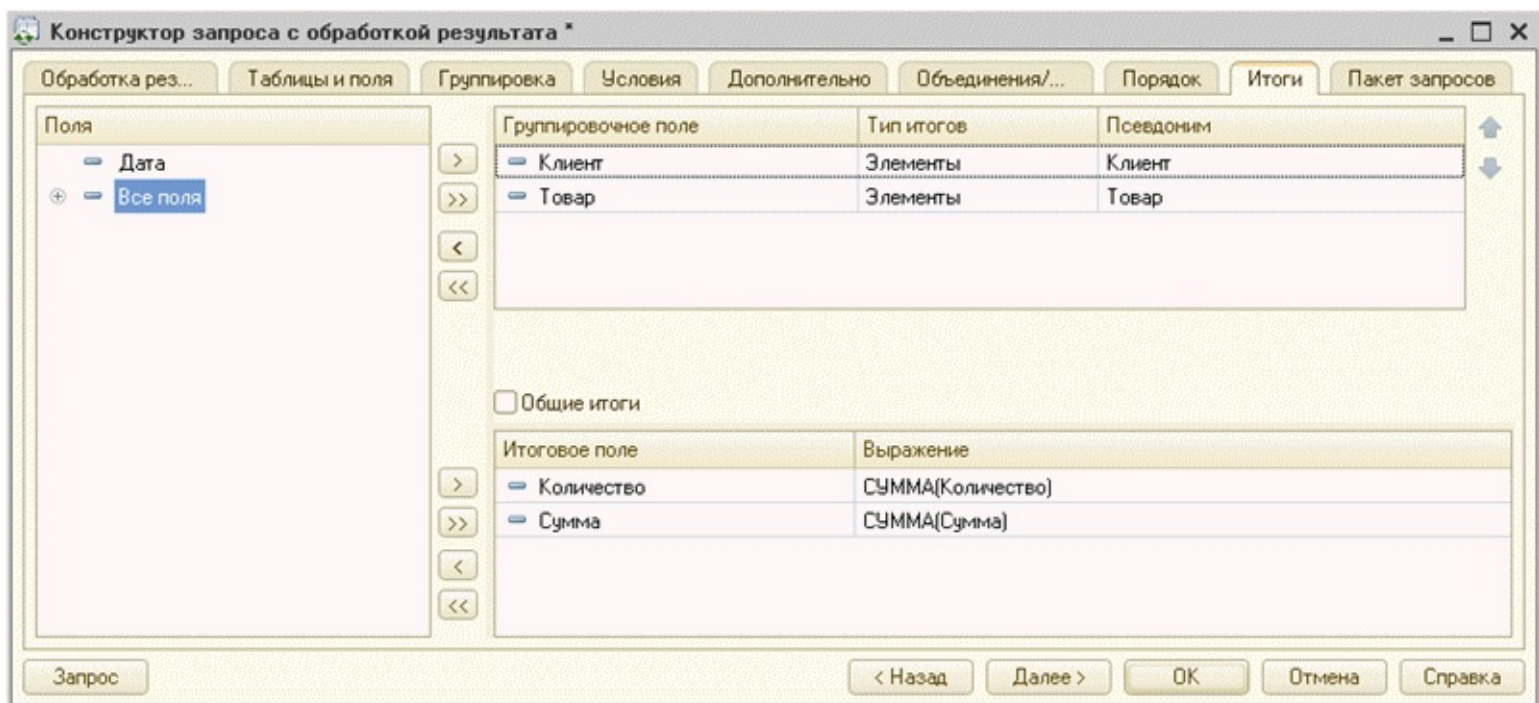 Конструктор запроса с обработкой результата *
Обработка рез... Таблицы и поля Группировка Условия Дополнительно Объединения/... Порядок Итоги Пакет запросов
Поля
Дата
Все поля
> 
>>
<
<<
Группировочное поле Тип итогов Псевдоним
Клиент Элементы Клиент
Товар Элементы Товар
Общие итоги
>
>>
<
<<
Итоговое поле Выражение
Количество СУММА(Количество)
Сумма СУММА(Сумма)
Запрос < Назад Далее > ОК Отмена Справка